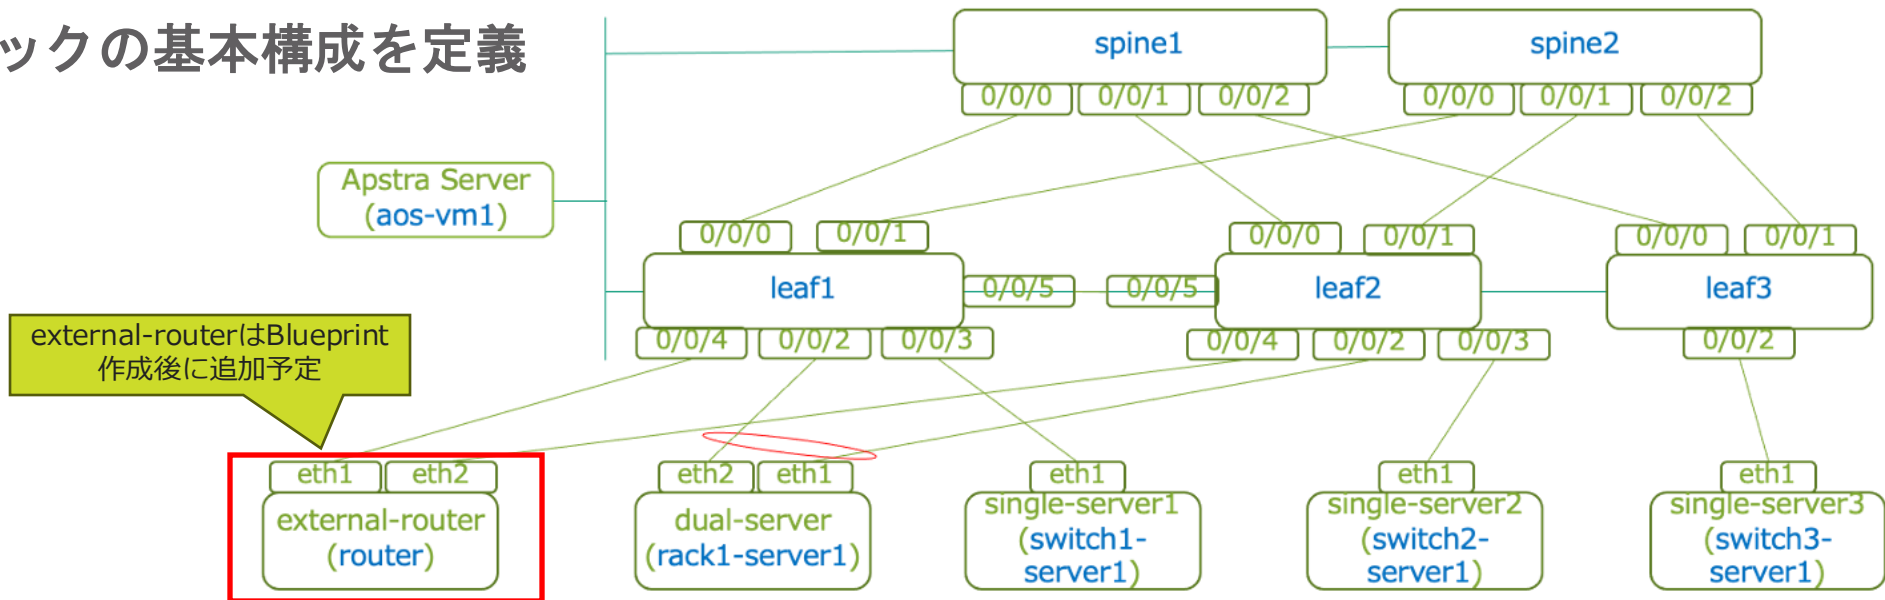 ックの基本構成を定義
spine1
spine2
0/0/0 0/0/1 0/0/2
0/0/0 0/0/1 0/0/2
Apstra Server
(aos-vm1)
0/0/0 0/0/1
0/0/0 0/0/1
0/0/0 0/0/1
leaf1
0/0/5
0/0/5
leaf2
leaf3
0/0/4 0/0/2 0/0/3
0/0/4 0/0/2 0/0/3
0/0/2
external-routerはBlueprint
作成後に追加予定
eth1 eth2
external-router
(router)
eth2 eth1
dual-server
(rack1-server1)
eth1
single-server1
(switch1-
server1)
eth1
single-server2
(switch2-
server1)
eth1
single-server3
(switch3-
server1)